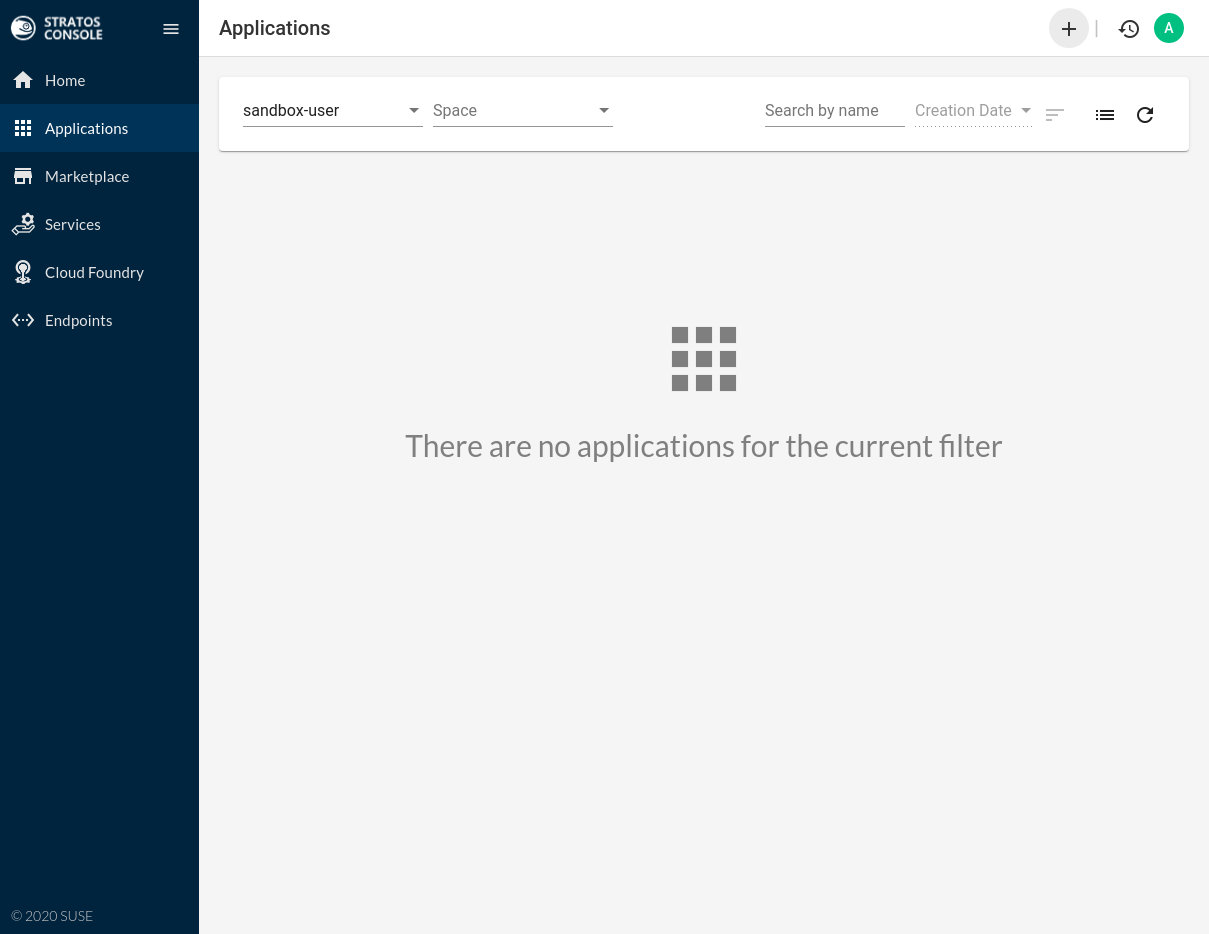 STRATOS
CONSOLE
Applications
A
Home
Applications
Marketplace
Services
Cloud Foundry
Endpoints
sandbox-user
Space
Search by name
Creation Date
There are no applications for the current filter
© 2020 SUSE